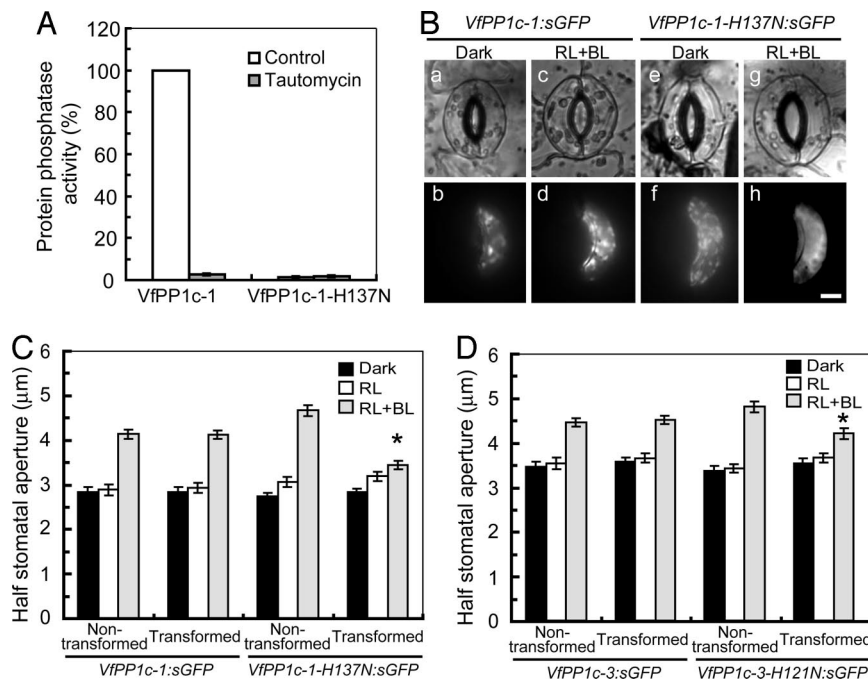 A
Protein phosphatase
activity (%)
120
100
80
60
40
20
0
Control
Tautomycin
VfPP1c-1
VfPP1c-1-H137N
B
VfPP1c-1:sGFP
VfPP1c-1-H137N:sGFP
Dark
RL+BL
Dark
RL+BL
a
c
e
g
b
d
f
h
C
Half stomatal aperture (μm)
6
5
4
3
2
1
0
Dark
RL
RL+BL
*
Non-
transformed
Transformed
Non-
transformed
Transformed
VfPP1c-1:sGFP
VfPP1c-1-H137N:sGFP
D
Half stomatal aperture (μm)
6
5
4
3
2
1
0
Dark
RL
RL+BL
*
Non-
transformed
Transformed
Non-
transformed
Transformed
VfPP1c-3:sGFP
VfPP1c-3-H121N:sGFP